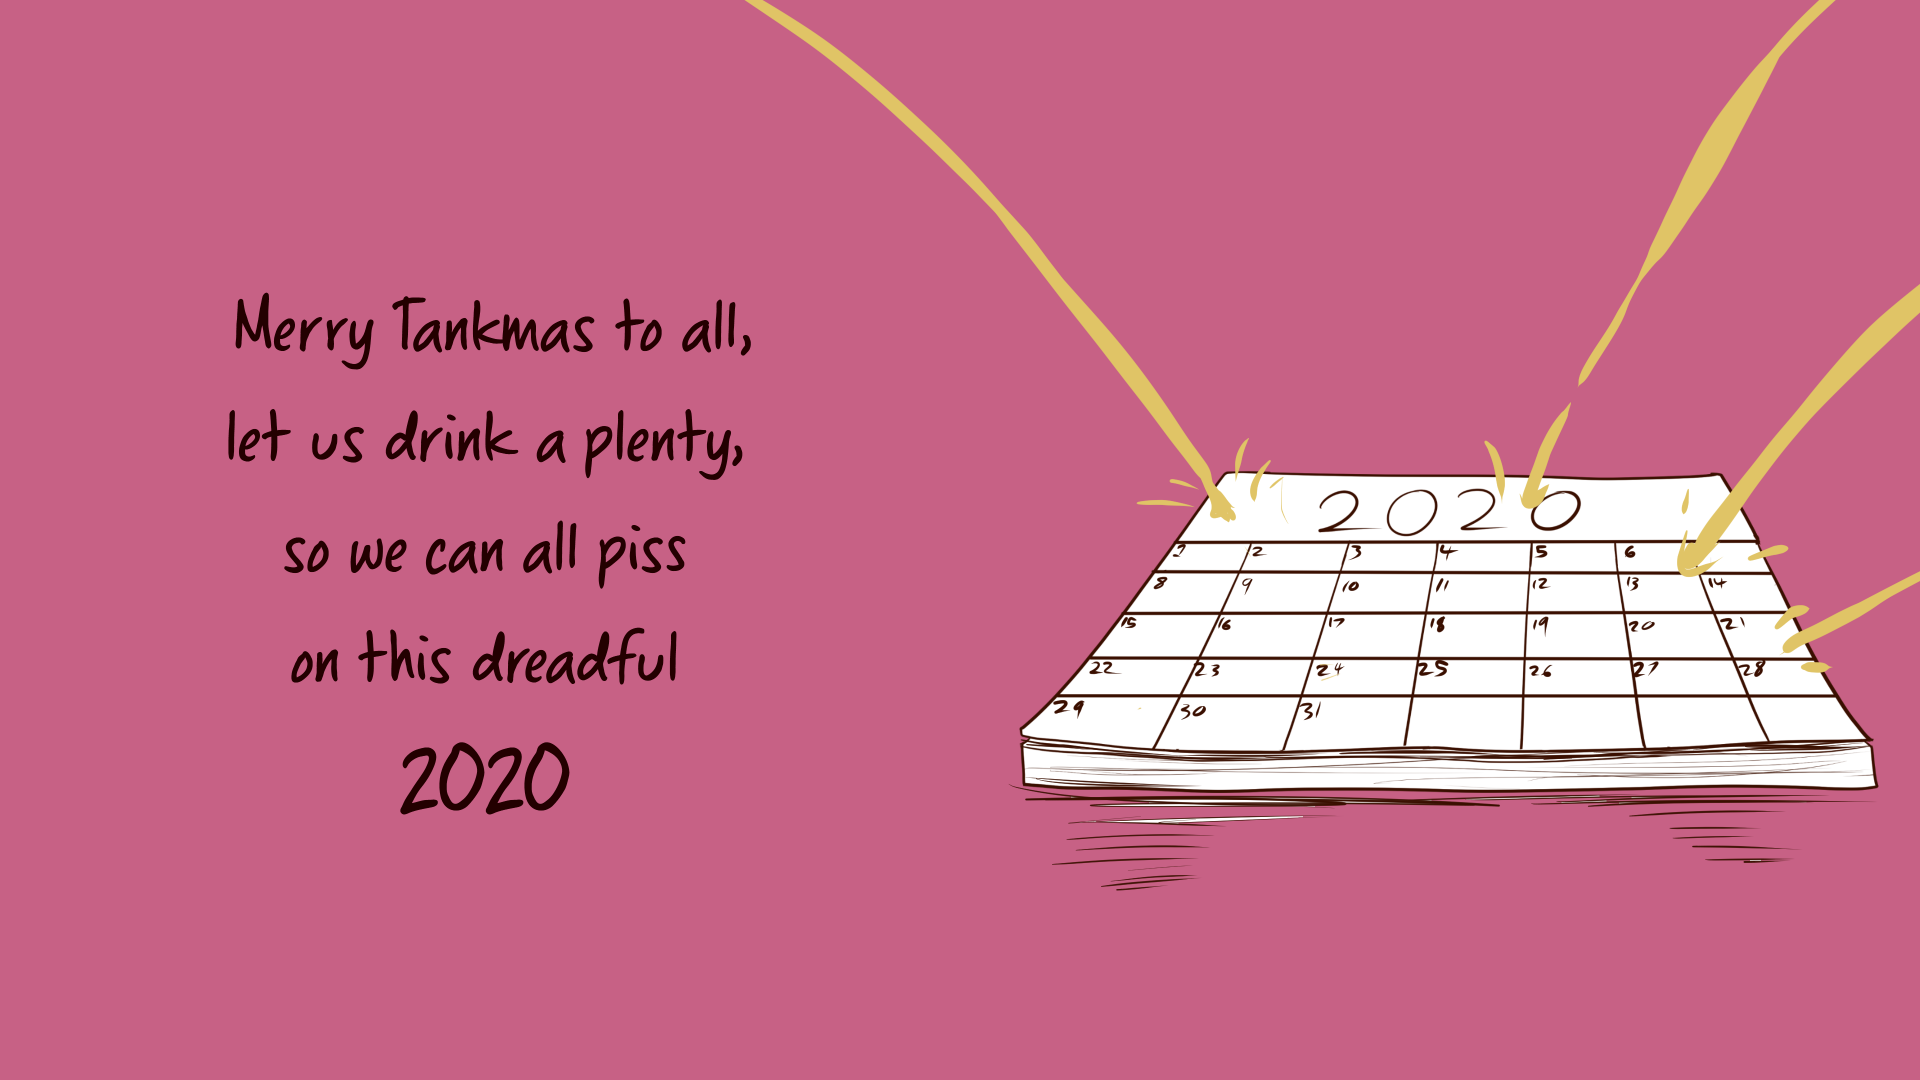 Merry Tankmas to all,
let us drink a plenty,
so we can all piss
on this dreadful
2020
2020
1 2 3 4 5 6
8 9 10 11 12 13 14
15 16 17 18 19 20 21
22 23 24 25 26 27 28
29 30 31